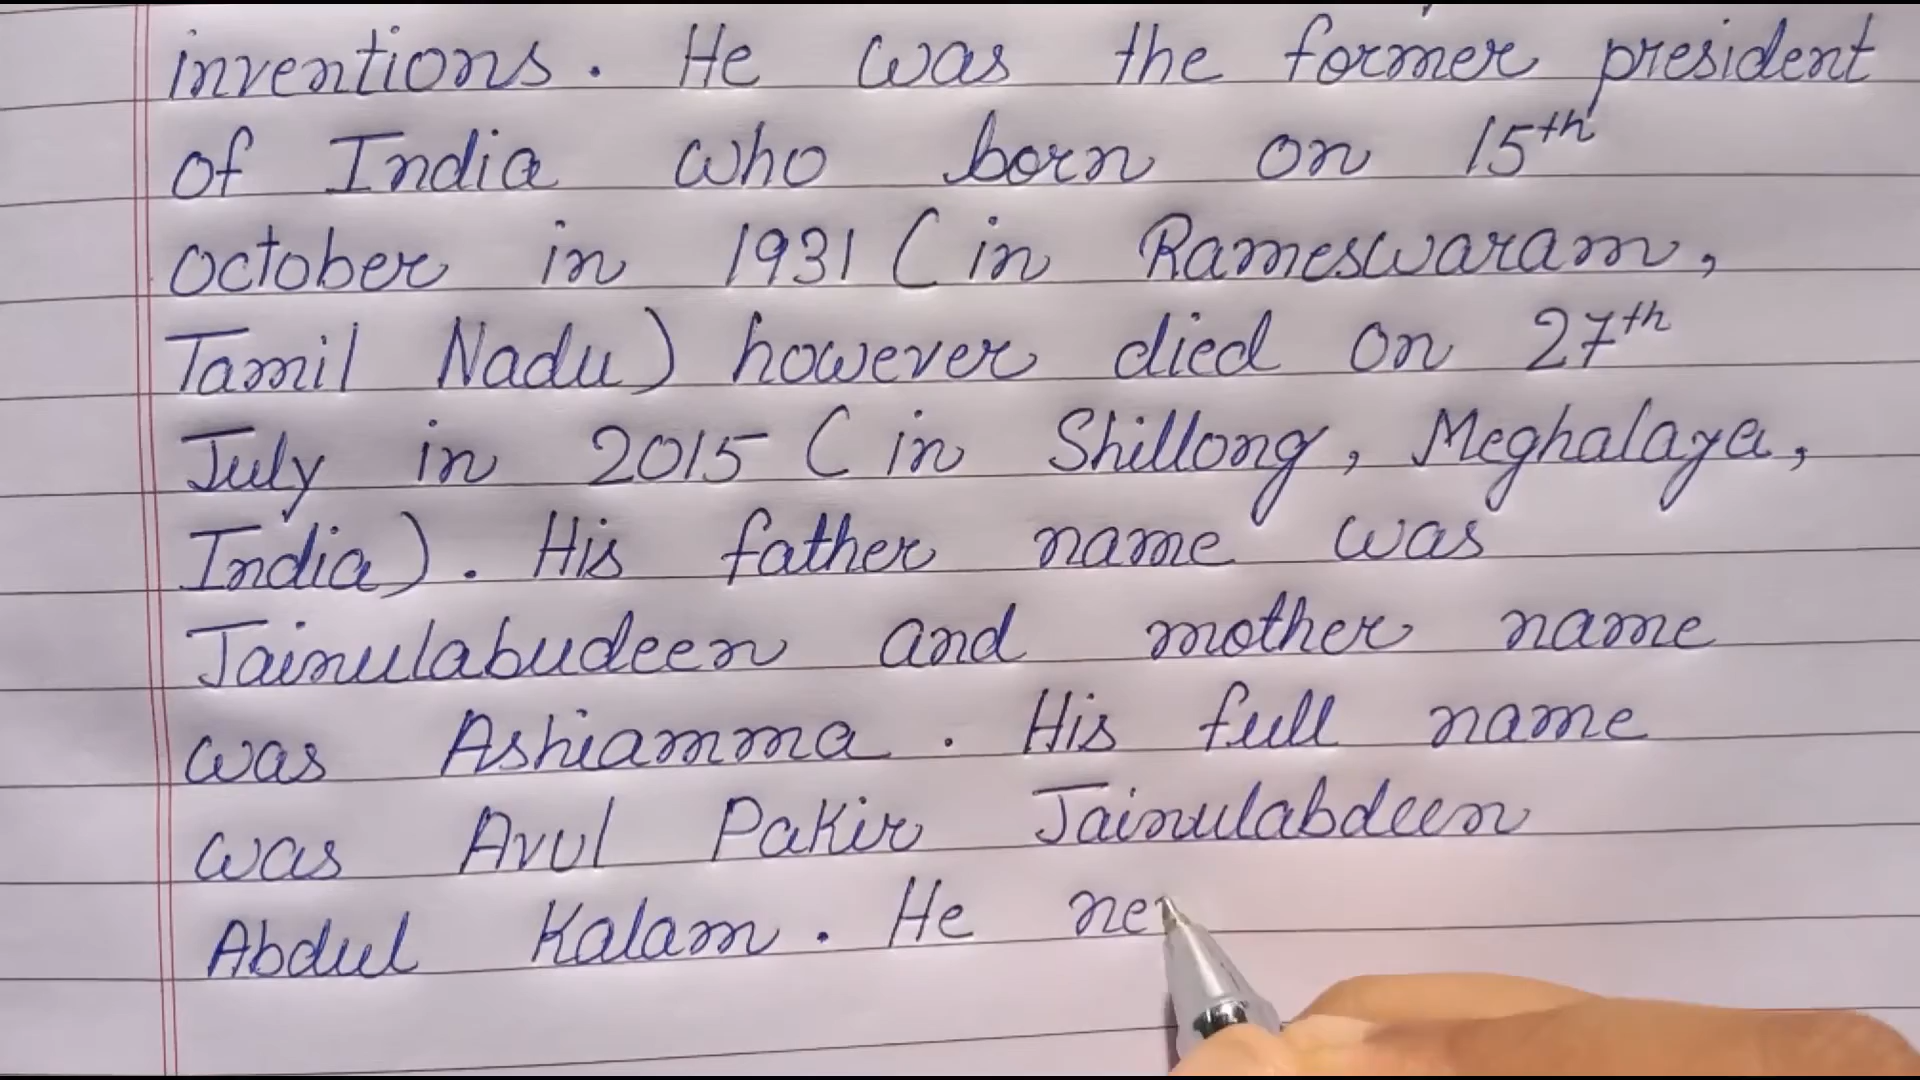 inventions. He was the former president
of India who born on 15th
October in 1931 (in Rameswaram,
Tamil Nadu) however died on 27th
July in 2015 (in Shillong, Meghalaya,
India). His father name was
Jainulabudeen and mother name
was Ashiamma. His full name
was Avul Pakir Jainulabdeen
Abdul Kalam. He